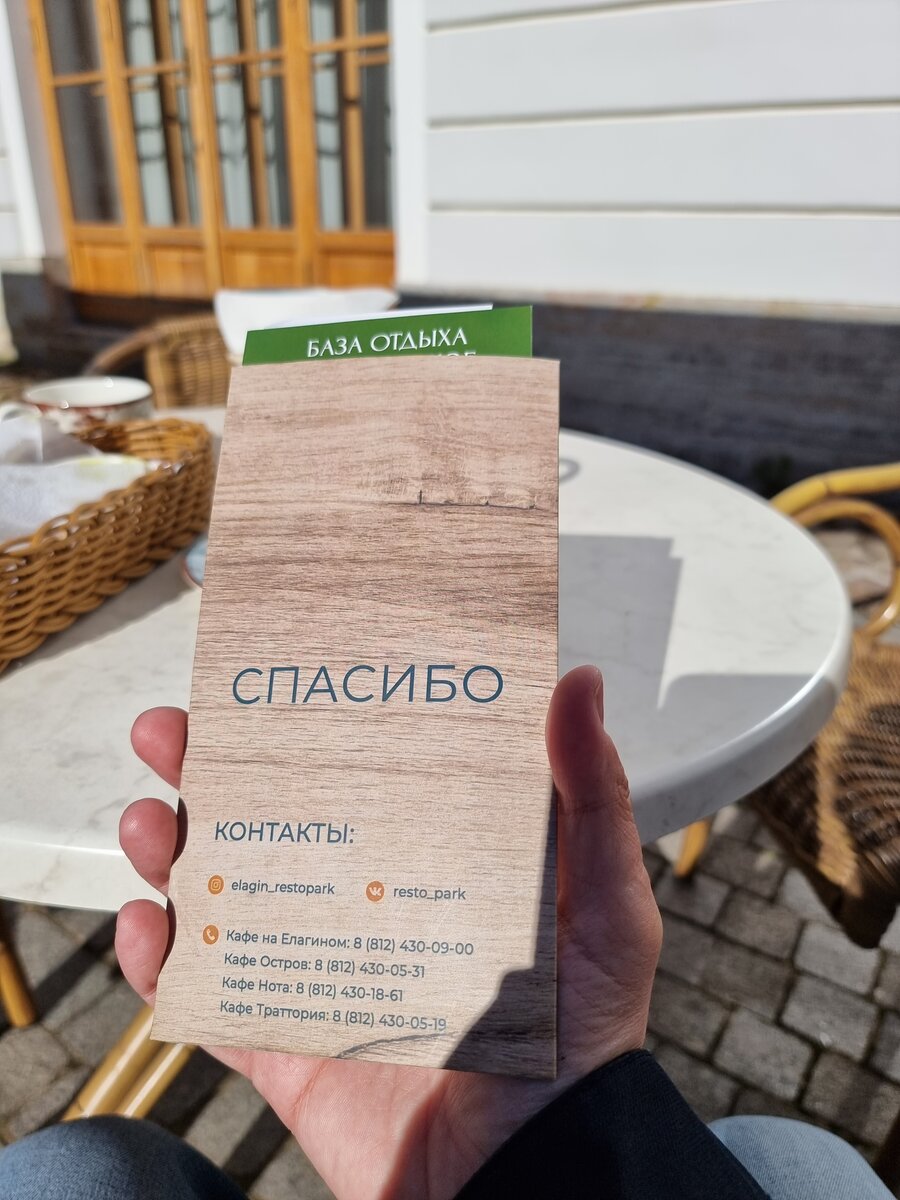 БАЗА ОТДЫХА
СПАСИБО
КОНТАКТЫ:
elagin_restopark resto_park
Кафе на Елагином: 8 (812) 430-09-00
Кафе Остров: 8 (812) 430-05-31
Кафе Нота: 8 (812) 430-18-61
Кафе Траттория: 8 (812) 430-05-19